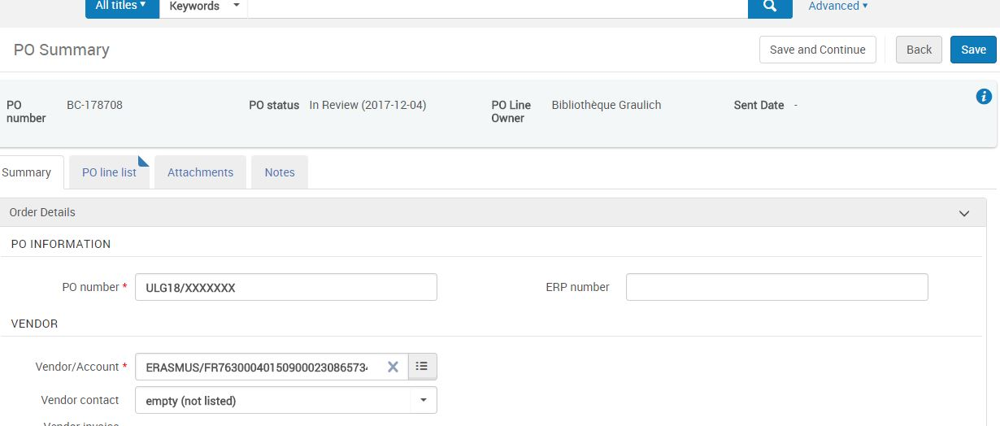 All titles Keywords Advanced
PO Summary Save and Continue Back Save
PO number BC-178708 PO status In Review (2017-12-04) PO Line Owner Bibliothèque Graulich Sent Date -
Summary PO line list Attachments Notes
Order Details
PO INFORMATION
PO number * ULG18/XXXXXXX ERP number
VENDOR
Vendor/Account * ERASMUS/FR763000401509000230865734
Vendor contact empty (not listed)
Vendor invoice